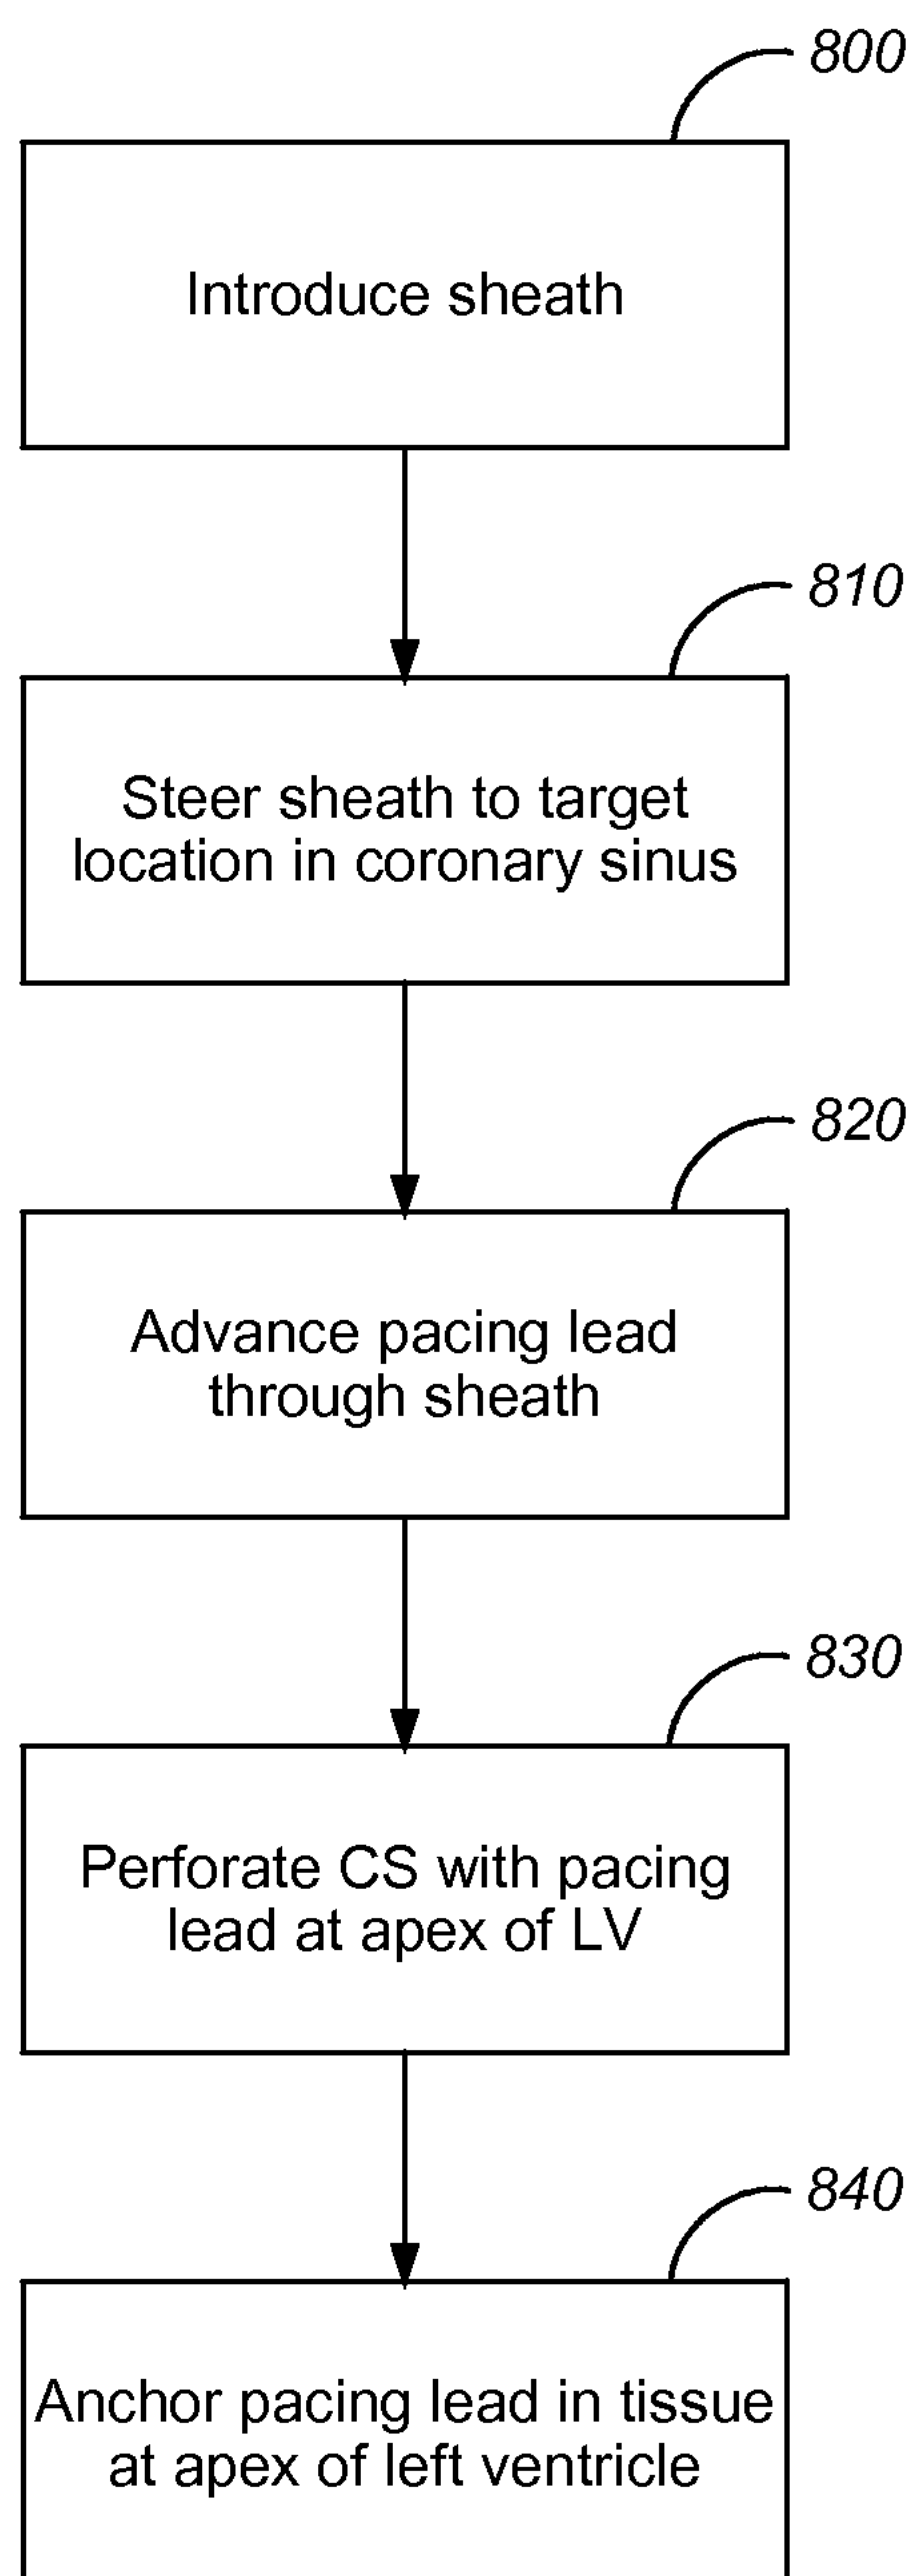 800
Introduce sheath
810
Steer sheath to target
location in coronary sinus
820
Advance pacing lead
through sheath
830
Perforate CS with pacing
lead at apex of LV
840
Anchor pacing lead in tissue
at apex of left ventricle